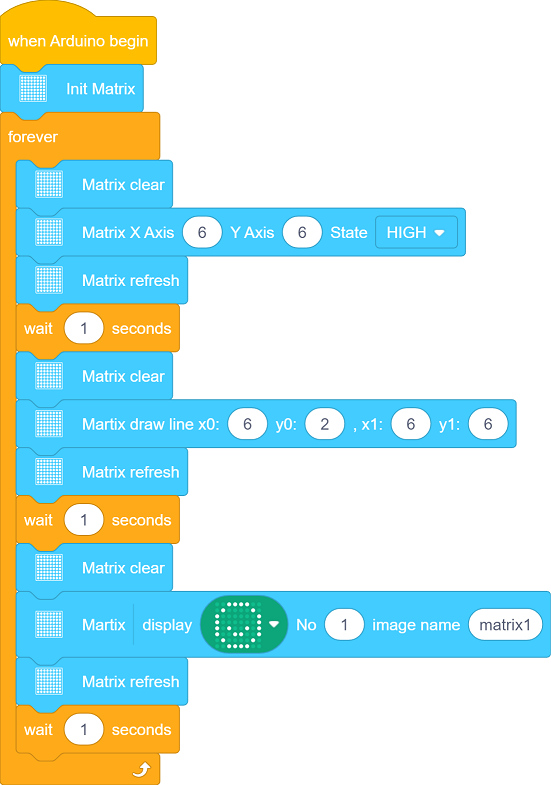 when Arduino begin
Init Matrix
forever
Matrix clear
Matrix X Axis 6 Y Axis 6 State HIGH
Matrix refresh
wait 1 seconds
Matrix clear
Martix draw line x0: 6 y0: 2 , x1: 6 y1: 6
Matrix refresh
wait 1 seconds
Matrix clear
Martix display No 1 image name matrix1
Matrix refresh
wait 1 seconds